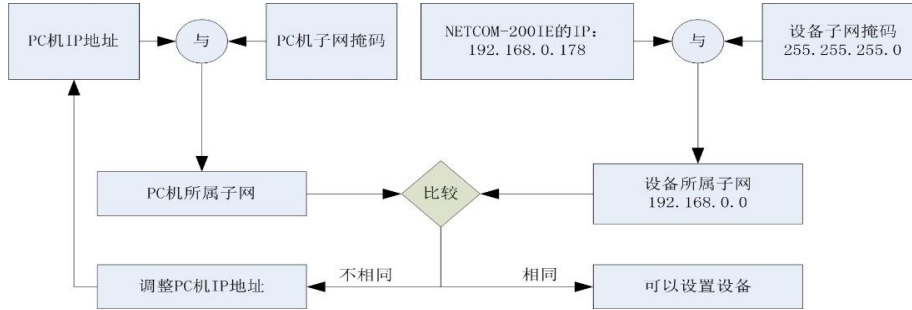 PC机IP地址
与
PC机子网掩码
NETCOM-200IE的IP:
192.168.0.178
与
设备子网掩码
255.255.255.0
PC机所属子网
比较
设备所属子网
192.168.0.0
调整PC机IP地址
不相同
相同
可以设置设备